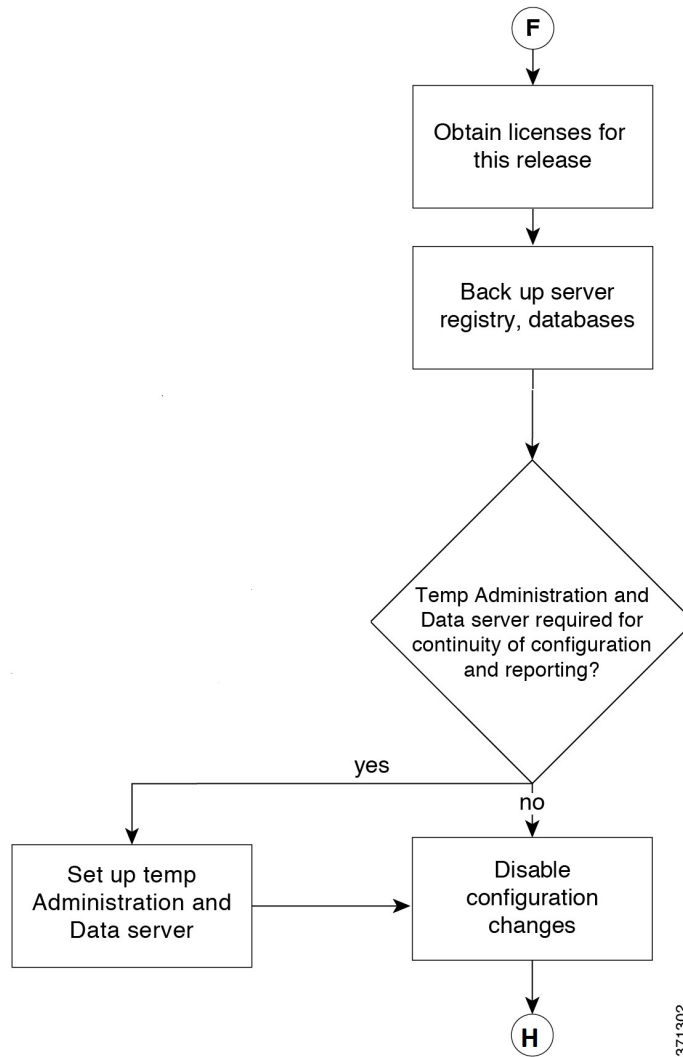 F
Obtain licenses for
this release
Back up server
registry, databases
Temp Administration and
Data server required for
continuity of configuration
and reporting?
yes
no
Set up temp
Administration and
Data server
Disable
configuration
changes
H
371302